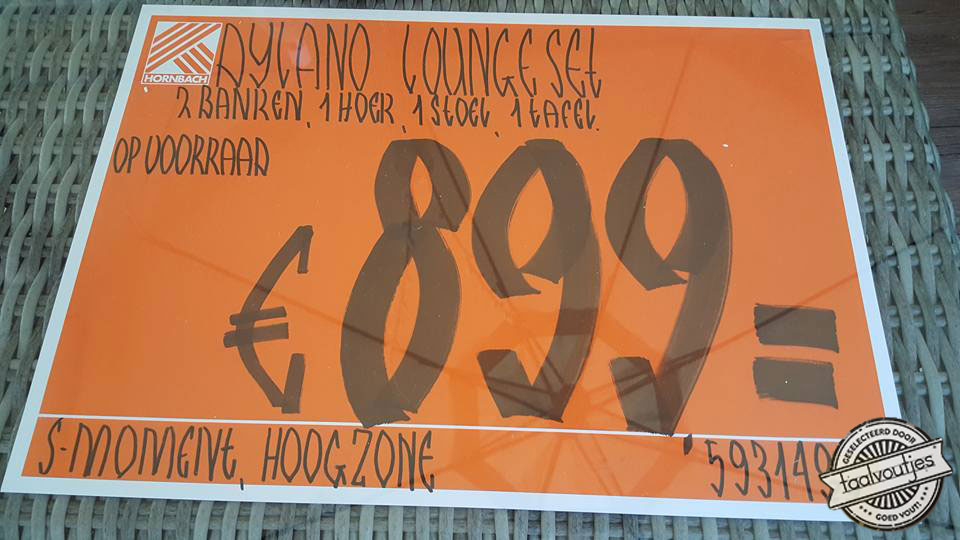 HORNBACH
DYLANO LOUNGE SET
2 BANKEN, 1 HOER, 1 STOEL, 1 TAFEL.
OP VOORRAAD
€ 899=
S-MOMENT, HOOGZONE
593149
GESELECTEERD DOOR
taalvoutjes
GOED VOUT!